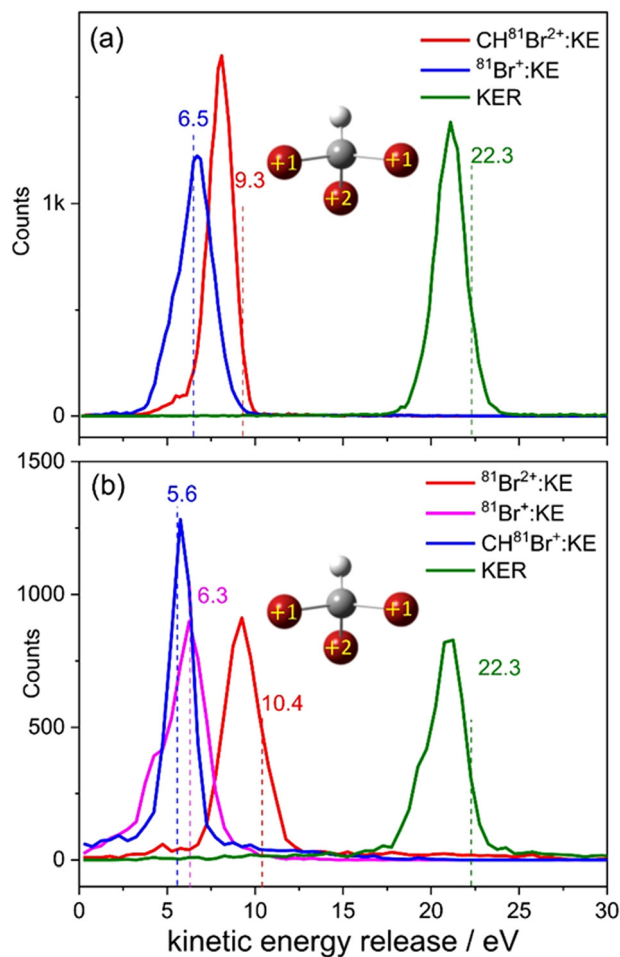 (a)
CH⁸¹Br²⁺:KE
⁸¹Br⁺:KE
KER
6.5
9.3
22.3
+1
+1
+2
1k
0
Counts
(b)
⁸¹Br²⁺:KE
⁸¹Br⁺:KE
CH⁸¹Br⁺:KE
KER
5.6
6.3
10.4
22.3
+1
+1
+2
1500
1000
500
0
Counts
0 5 10 15 20 25 30
kinetic energy release / eV